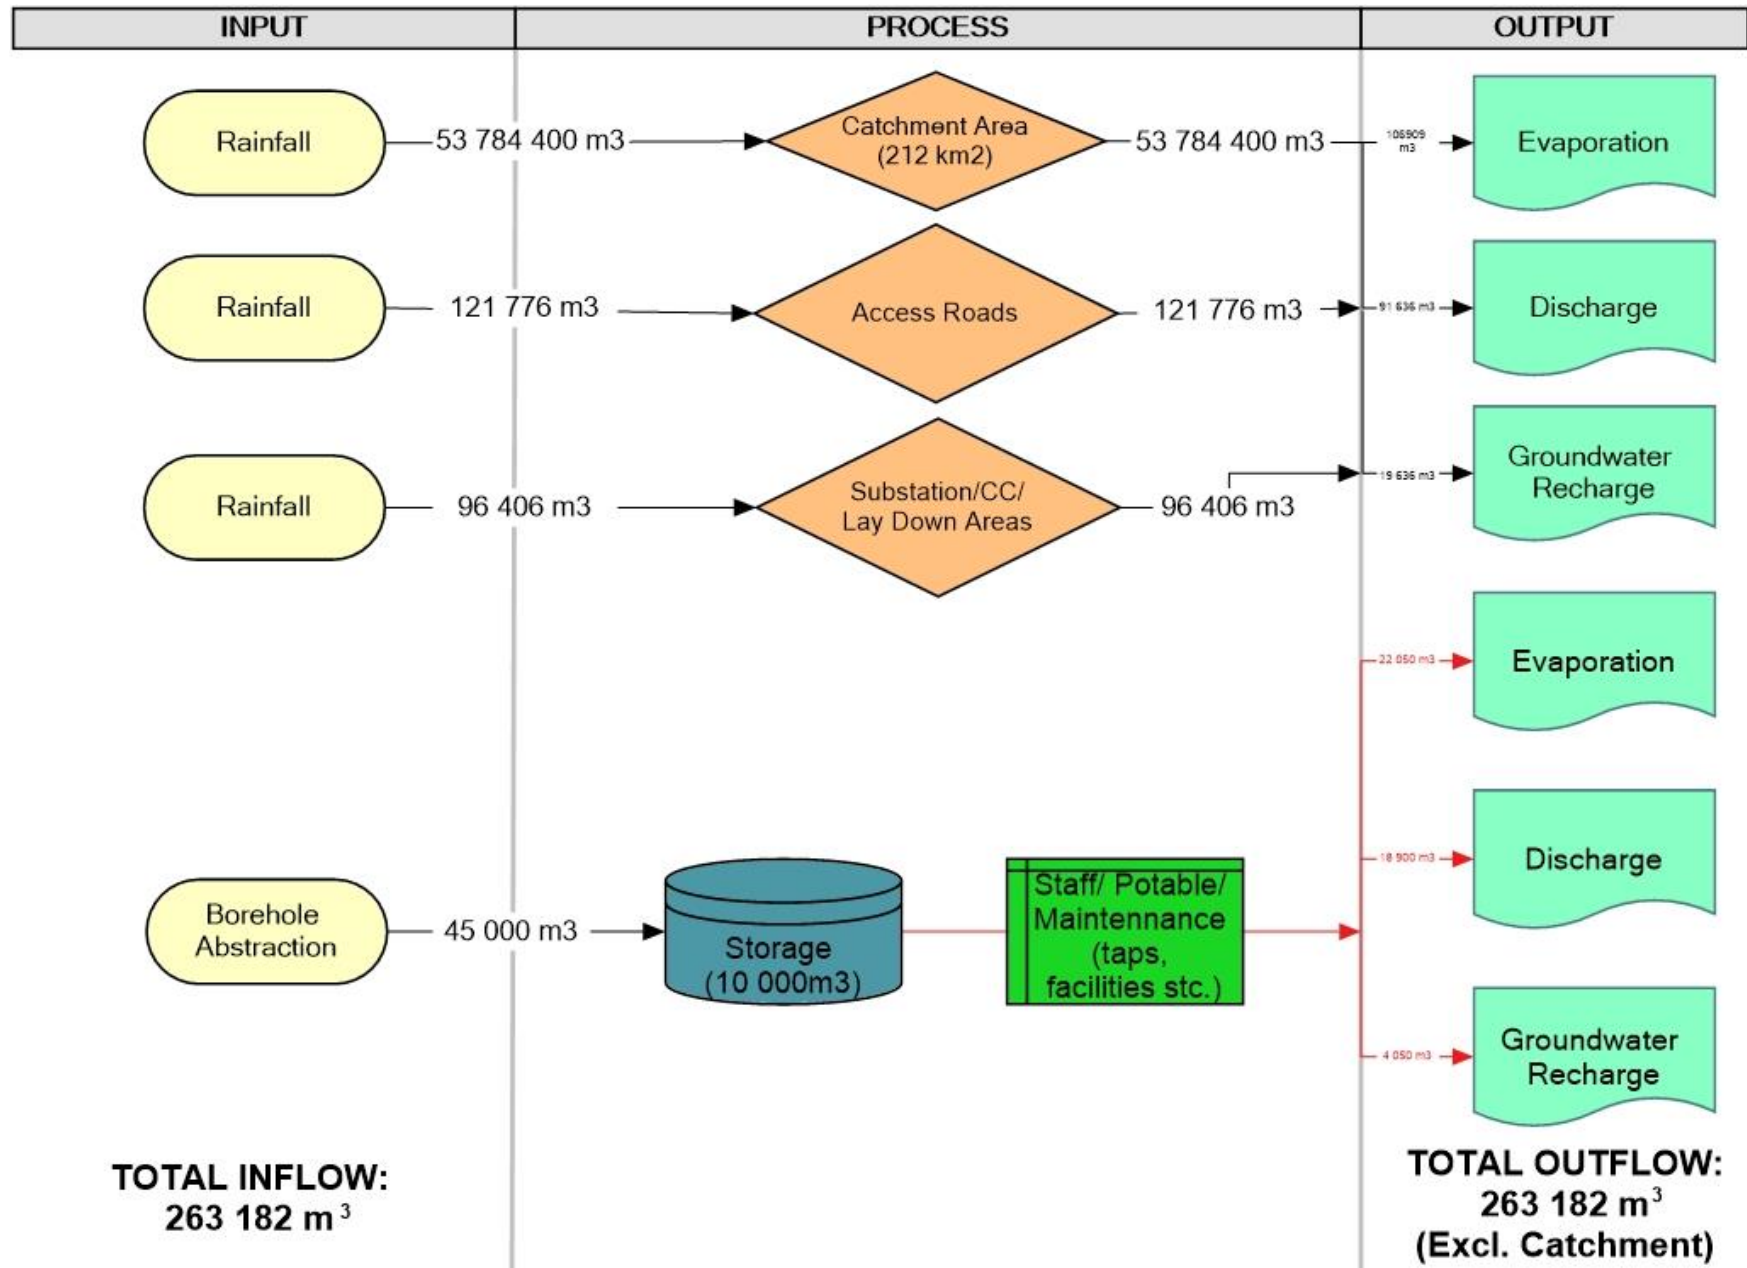 INPUT
PROCESS
OUTPUT
Rainfall
53 784 400 m3
Catchment Area
(212 km2)
53 784 400 m3
106909
m3
Evaporation
Rainfall
121 776 m3
Access Roads
121 776 m3
91 636 m3
Discharge
Rainfall
96 406 m3
Substation/CC/
Lay Down Areas
96 406 m3
19 636 m3
Groundwater
Recharge
22 050 m3
Evaporation
18 900 m3
Discharge
Borehole
Abstraction
45 000 m3
Storage
(10 000m3)
Staff/ Potable/
Maintennance
(taps,
facilities stc.)
4 050 m3
Groundwater
Recharge
TOTAL INFLOW:
263 182 m³
TOTAL OUTFLOW:
263 182 m³
(Excl. Catchment)